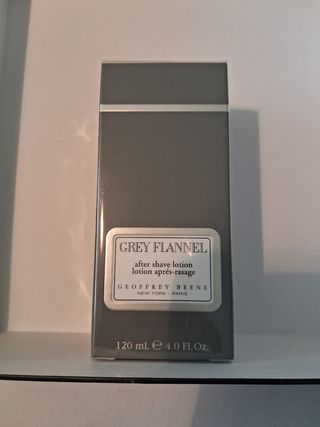 GREY FLANNEL
after shave lotion
lotion après-rasage
GEOFFREY BEENE
NEW YORK - PARIS
120 mL ℮ 4.0 Fl.Oz.